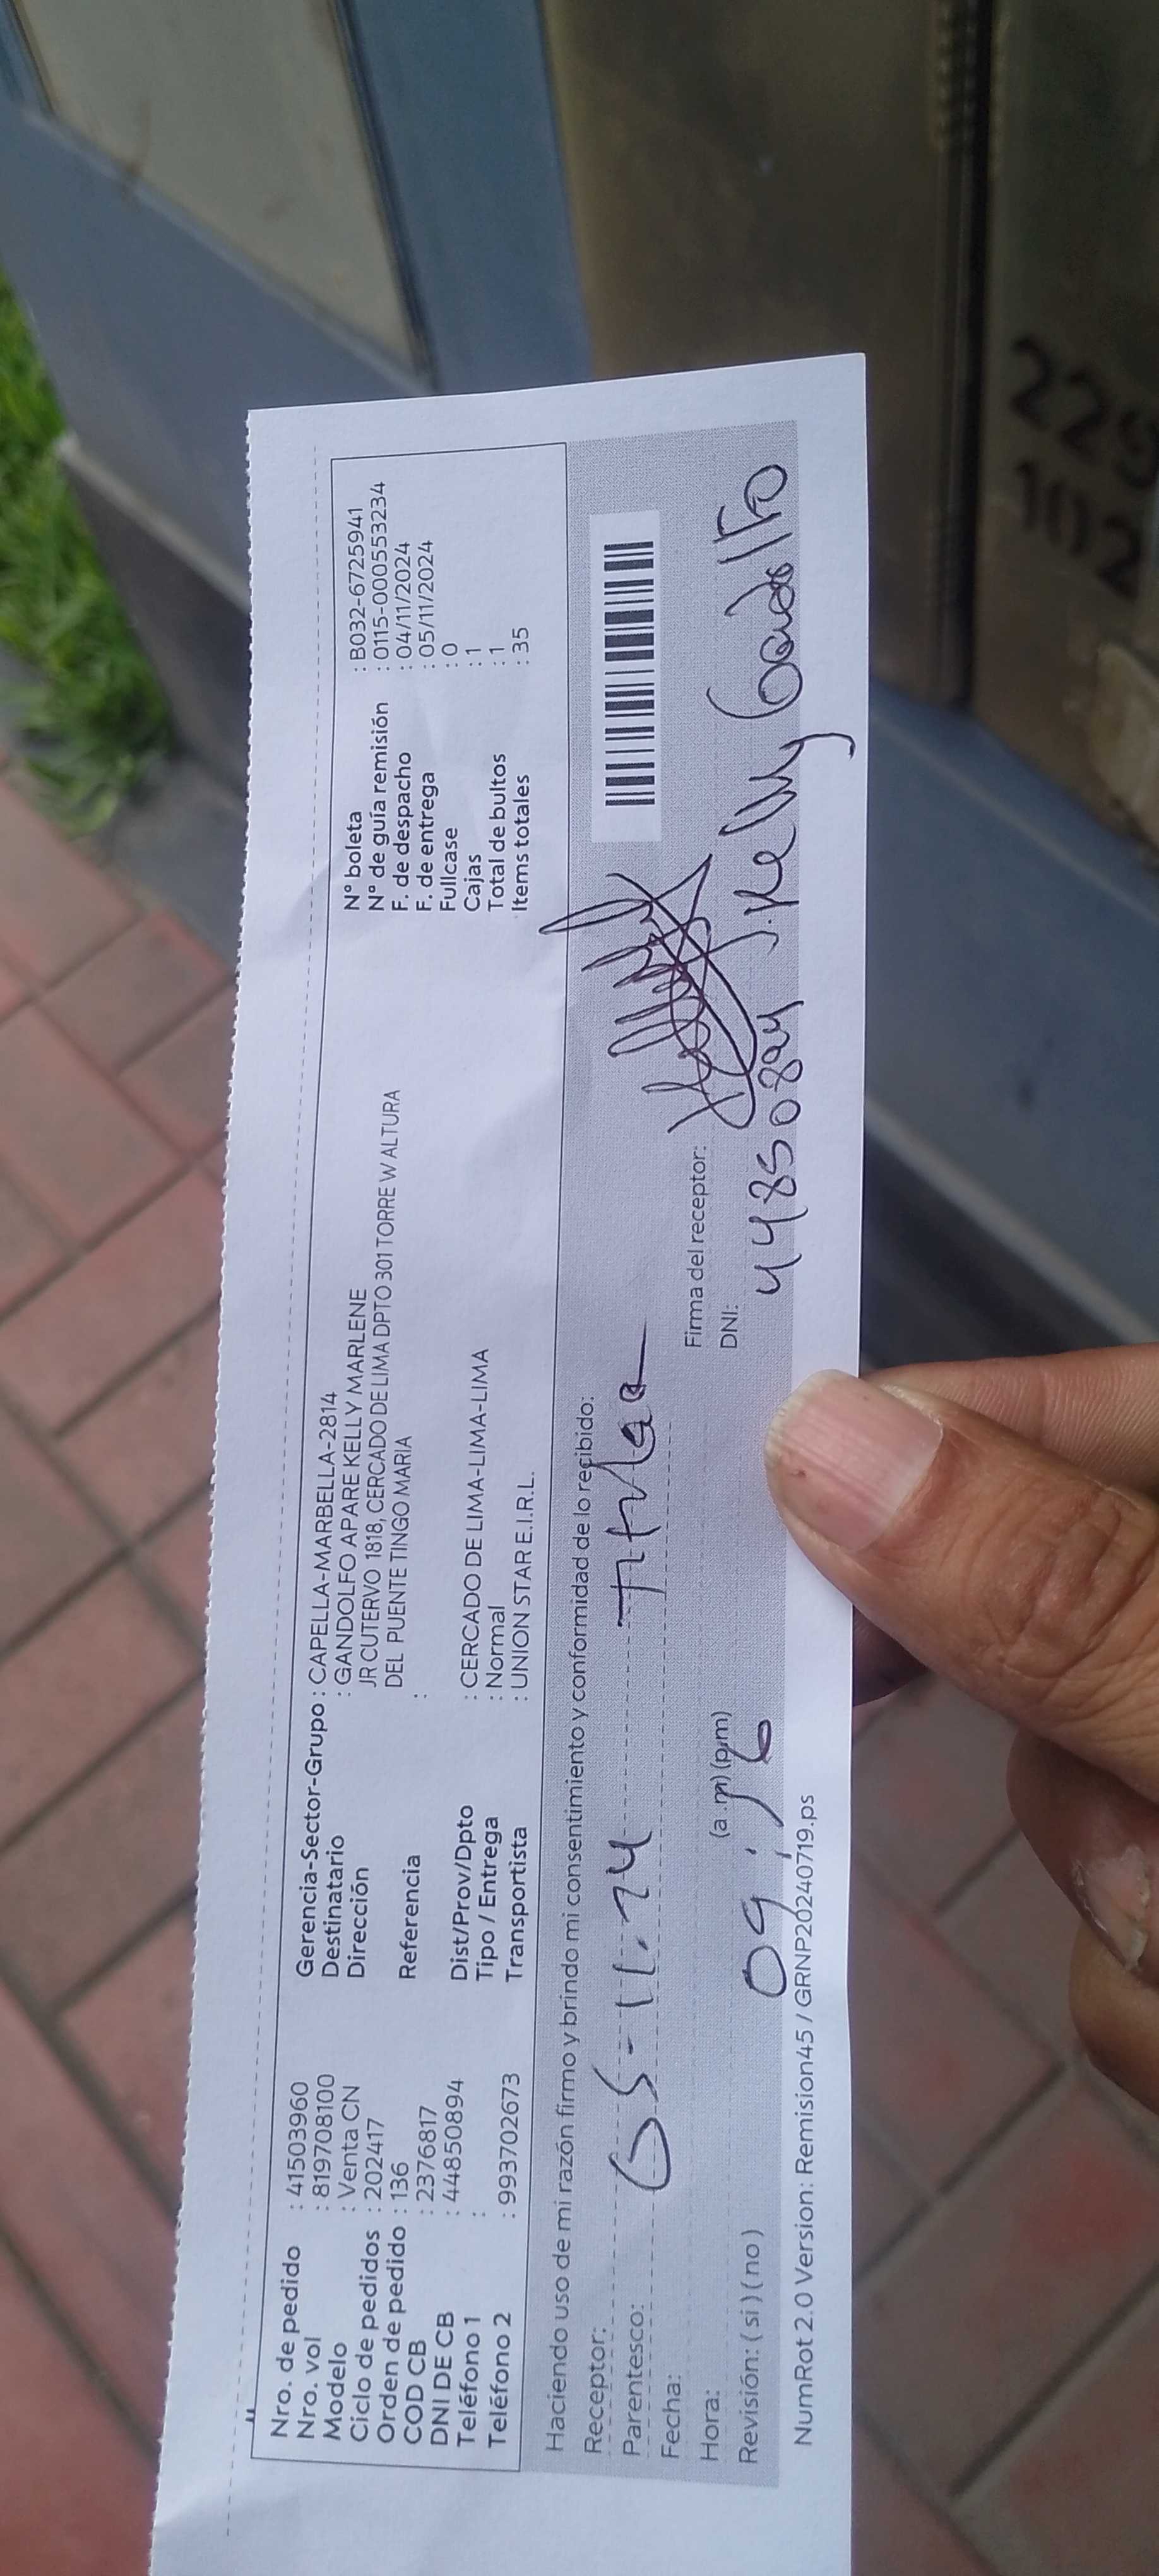 Nro. de pedido : 41503960
Nro. vol : 819708100
Modelo : Venta CN
Ciclo de pedidos : 202417
Orden de pedido : 136
COD CB : 2376817
DNI DE CB : 44850894
Teléfono 1 :
Teléfono 2 : 993702673
Gerencia-Sector-Grupo : CAPELLA-MARBELLA-2814
Destinatario : GANDOLFO APARE KELLY MARLENE
Dirección JR CUTERVO 1818, CERCADO DE LIMA DPTO 301 TORRE W ALTURA
DEL PUENTE TINGO MARIA
Referencia :
Dist/Prov/Dpto : CERCADO DE LIMA-LIMA-LIMA
Tipo / Entrega : Normal
Transportista : UNION STAR E.I.R.L.
N° boleta : B032-6725941
N° de guía remisión : 0115-000553234
F. de despacho : 04/11/2024
F. de entrega : 05/11/2024
Fullcase : 0
Cajas : 1
Total de bultos : 1
Items totales : 35
Haciendo uso de mi razón firmo y brindo mi consentimiento y conformidad de lo recibido:
Receptor:
Parentesco: 05-11.24
Fecha:
Hora: (a.m) (p.m)
Revisión: ( si ) ( no ) 09:
Firma del receptor:
DNI: 44850894 Kelly Gandolfo
NumRot 2.0 Version: Remision45 / GRNP20240719.ps
229
102